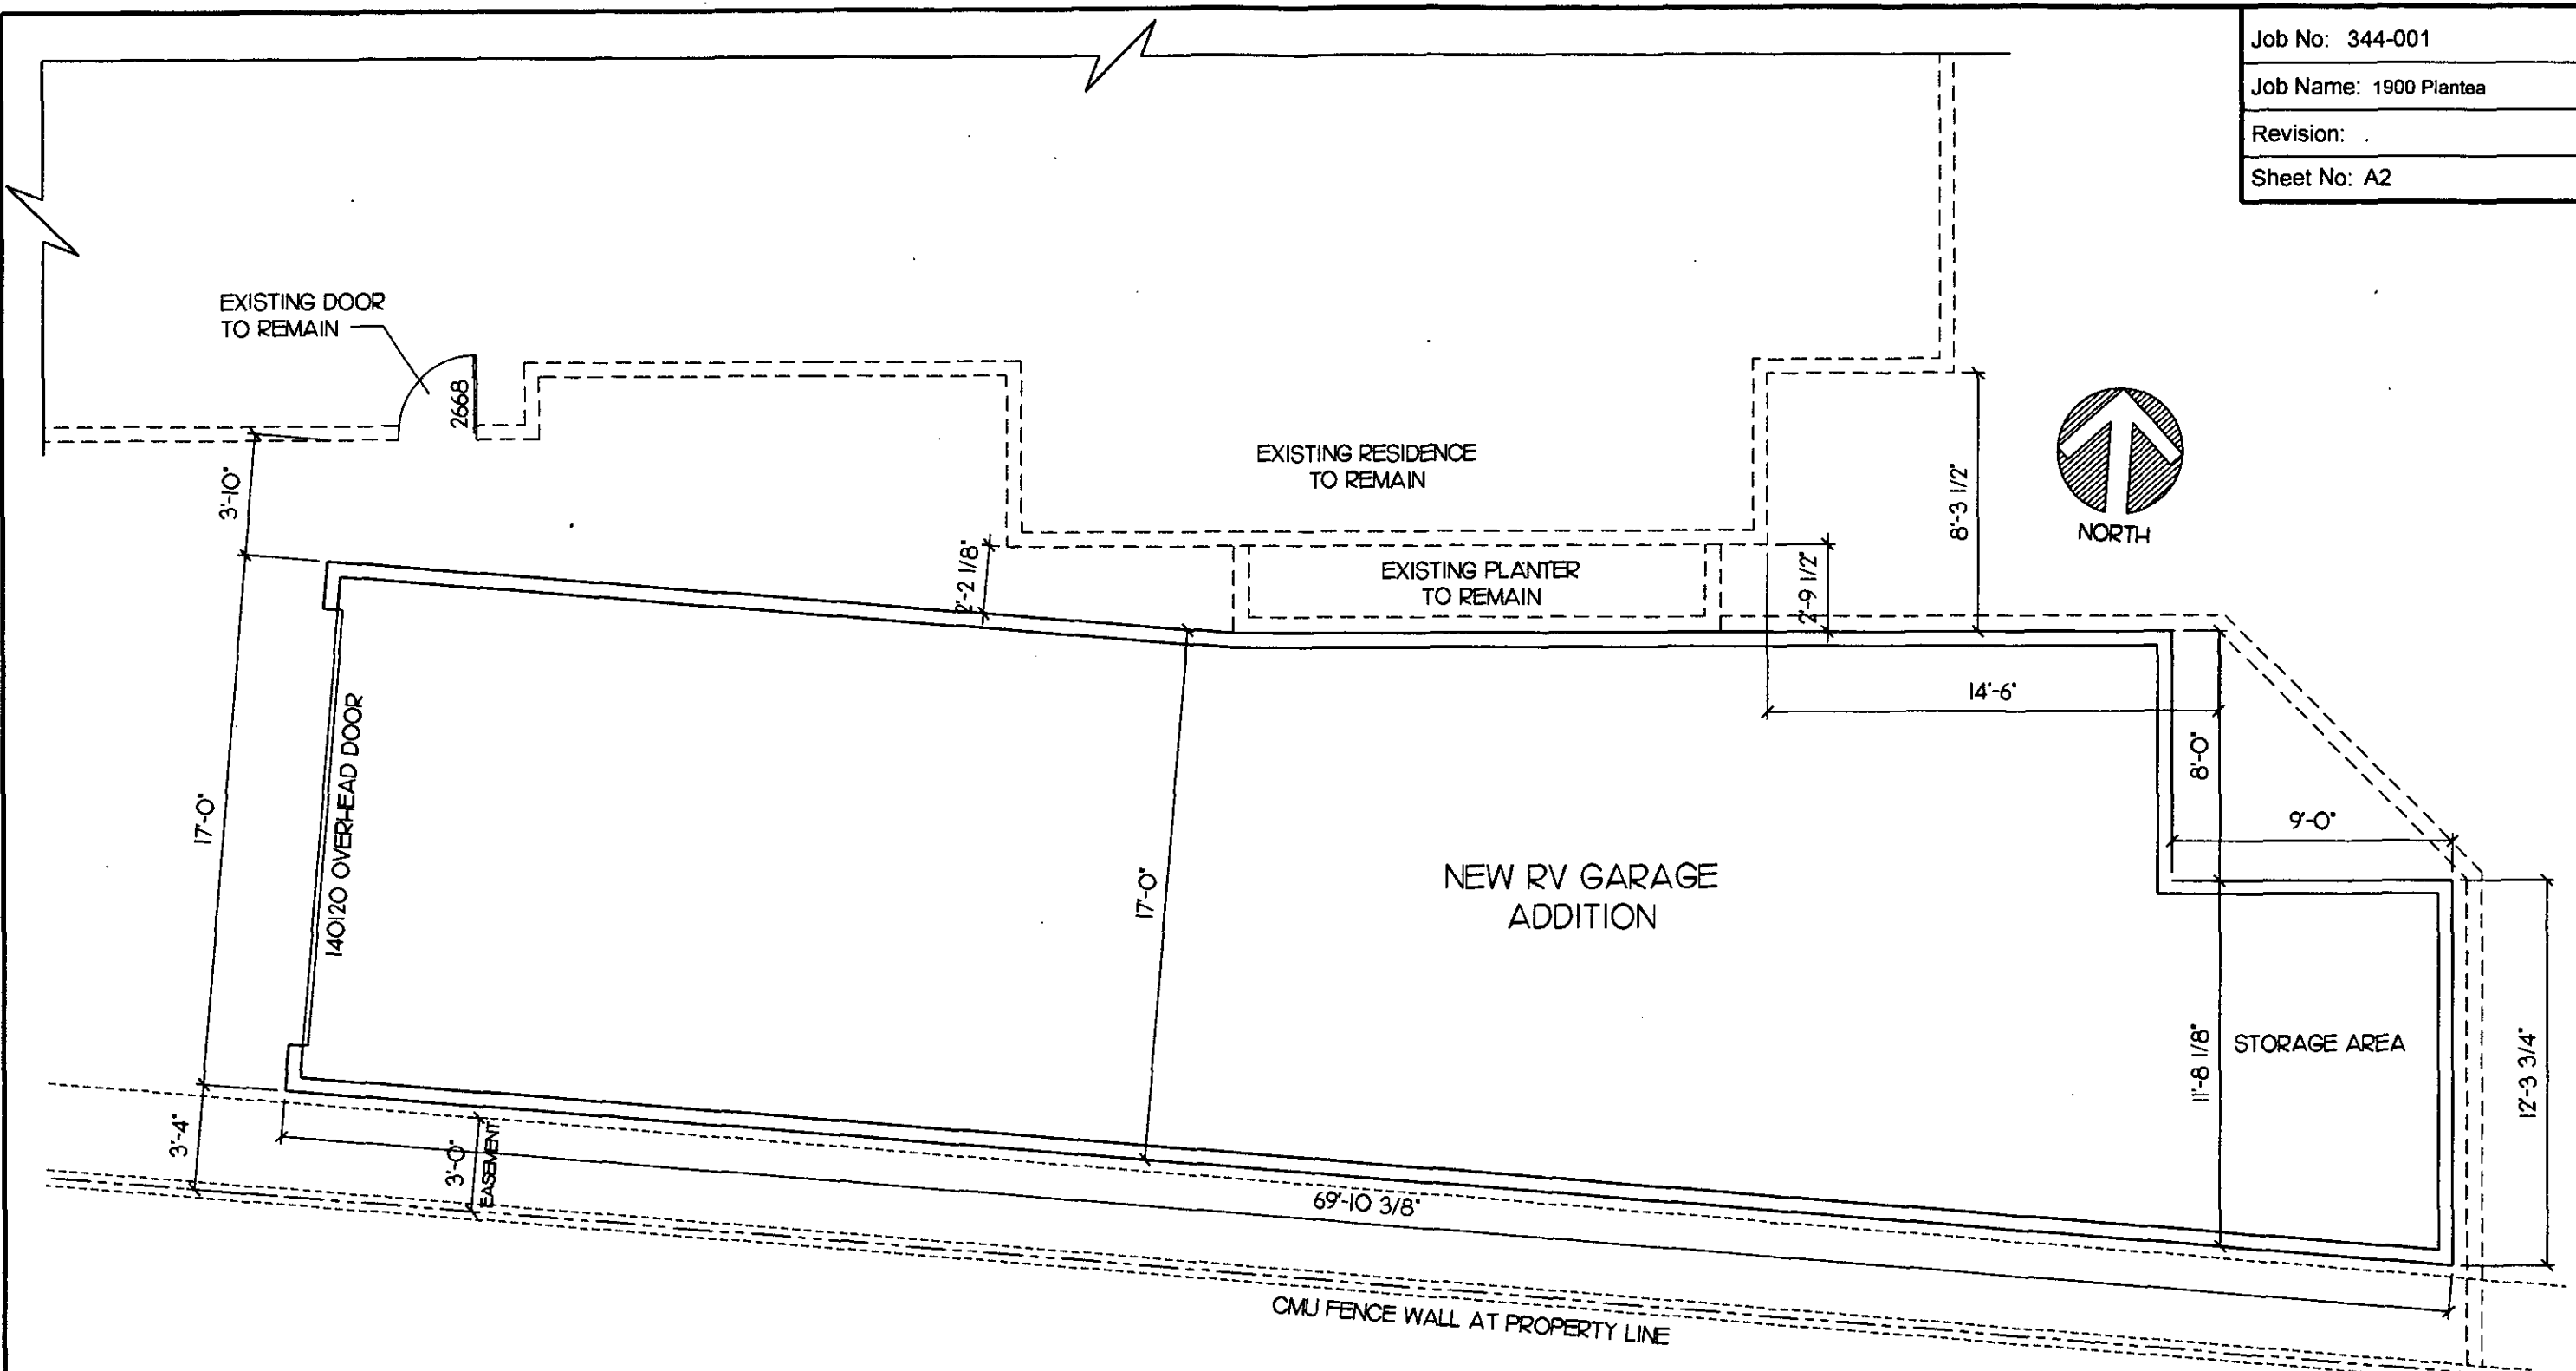 Job No: 344-001
Job Name: 1900 Plantea
Revision: .
Sheet No: A2
EXISTING DOOR
TO REMAIN
2668
3'-10"
EXISTING RESIDENCE
TO REMAIN
8'-3 1/2"
NORTH
2'-2 1/8"
EXISTING PLANTER
TO REMAIN
2'-9 1/2"
14'-6"
8'-0"
9'-0"
17'-0"
140120 OVERHEAD DOOR
17'-0"
NEW RV GARAGE
ADDITION
11'-8 1/8"
STORAGE AREA
12'-3 3/4"
3'-4"
3'-0"
EASEMENT
69'-10 3/8"
CMU FENCE WALL AT PROPERTY LINE